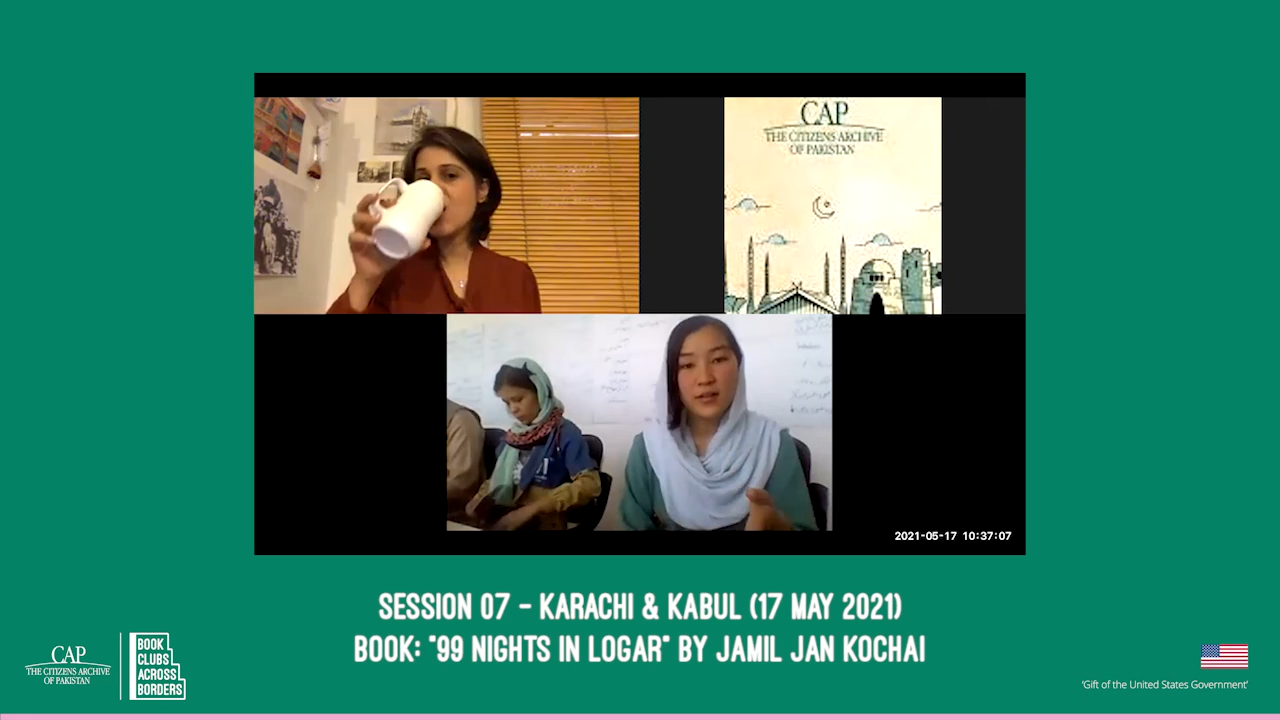 CAP
THE CITIZENS ARCHIVE
OF PAKISTAN
2021-05-17 10:37:07
SESSION 07 - KARACHI & KABUL (17 MAY 2021)
BOOK: "99 NIGHTS IN LOGAR" BY JAMIL JAN KOCHAI
CAP
THE CITIZENS ARCHIVE
OF PAKISTAN
BOOK
CLUBS
ACROSS
BORDERS
'Gift of the United States Government'